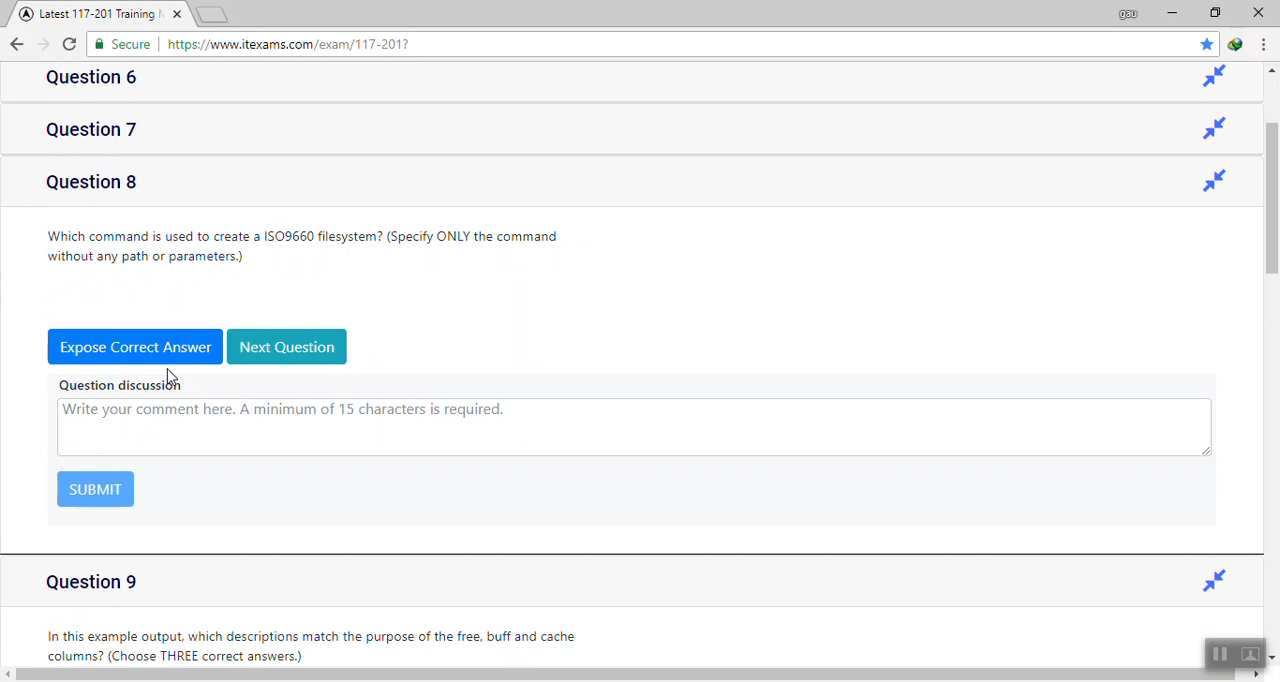 Latest 117-201 Training
gau
Secure
https://www.itexams.com/exam/117-201?
Question 6
Question 7
Question 8
Which command is used to create a ISO9660 filesystem? (Specify ONLY the command
without any path or parameters.)
Expose Correct Answer
Next Question
Question discussion
Write your comment here. A minimum of 15 characters is required.
SUBMIT
Question 9
In this example output, which descriptions match the purpose of the free, buff and cache
columns? (Choose THREE correct answers.)